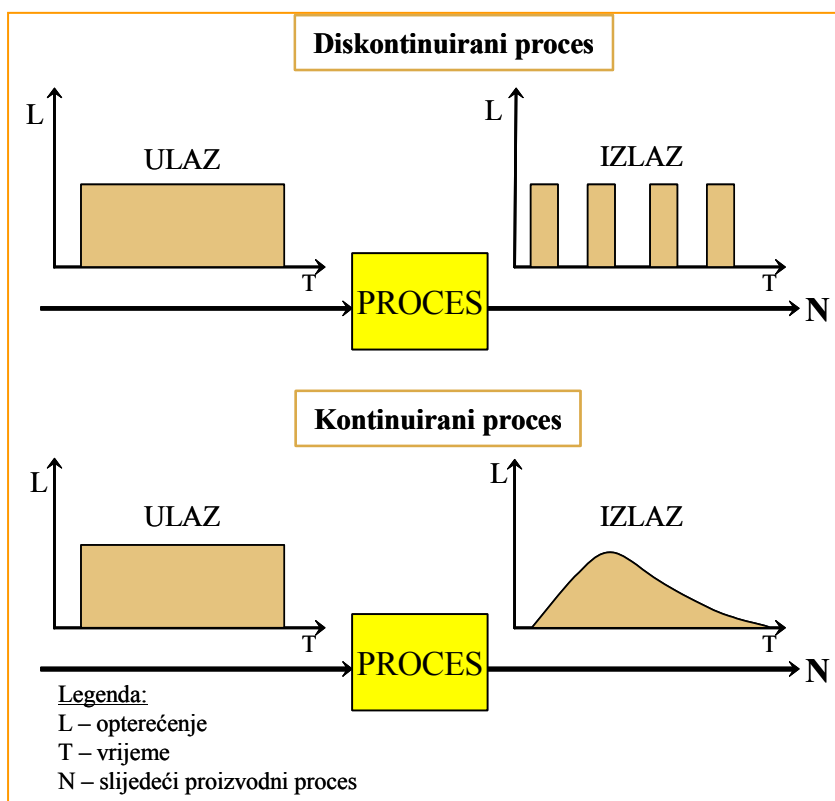 Diskontinuirani proces
L
ULAZ
T
L
IZLAZ
T
PROCES
N
Kontinuirani proces
L
ULAZ
T
L
IZLAZ
T
PROCES
N
Legenda:
L – opterećenje
T – vrijeme
N – slijedeći proizvodni proces